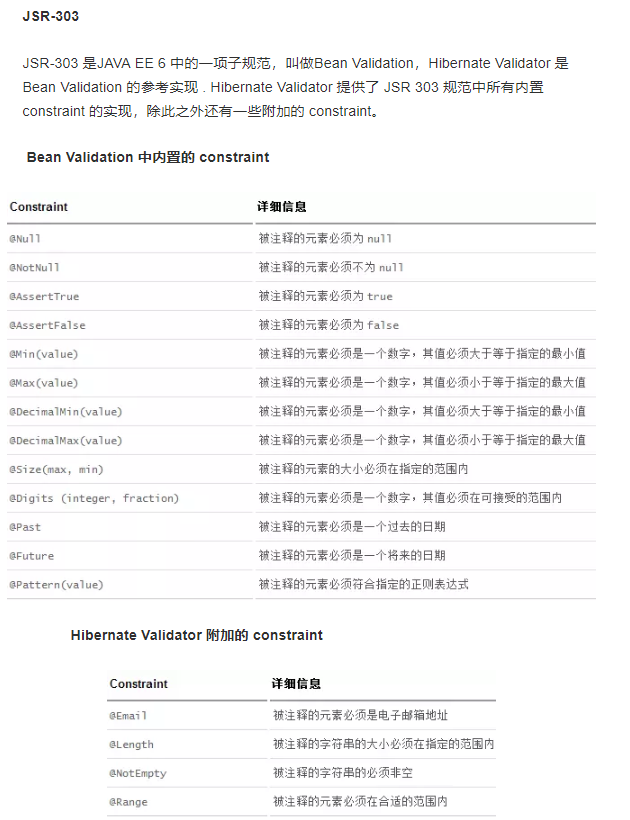 JSR-303
JSR-303 是JAVA EE 6 中的一项子规范，叫做Bean Validation，Hibernate Validator 是
Bean Validation 的参考实现 . Hibernate Validator 提供了 JSR 303 规范中所有内置
constraint 的实现，除此之外还有一些附加的 constraint。
Bean Validation 中内置的 constraint
Constraint 详细信息
@Null 被注释的元素必须为 null
@NotNull 被注释的元素必须不为 null
@AssertTrue 被注释的元素必须为 true
@AssertFalse 被注释的元素必须为 false
@Min(value) 被注释的元素必须是一个数字，其值必须大于等于指定的最小值
@Max(value) 被注释的元素必须是一个数字，其值必须小于等于指定的最大值
@DecimalMin(value) 被注释的元素必须是一个数字，其值必须大于等于指定的最小值
@DecimalMax(value) 被注释的元素必须是一个数字，其值必须小于等于指定的最大值
@Size(max, min) 被注释的元素的大小必须在指定的范围内
@Digits (integer, fraction) 被注释的元素必须是一个数字，其值必须在可接受的范围内
@Past 被注释的元素必须是一个过去的日期
@Future 被注释的元素必须是一个将来的日期
@Pattern(value) 被注释的元素必须符合指定的正则表达式
Hibernate Validator 附加的 constraint
Constraint 详细信息
@Email 被注释的元素必须是电子邮箱地址
@Length 被注释的字符串的大小必须在指定的范围内
@NotEmpty 被注释的字符串的必须非空
@Range 被注释的元素必须在合适的范围内